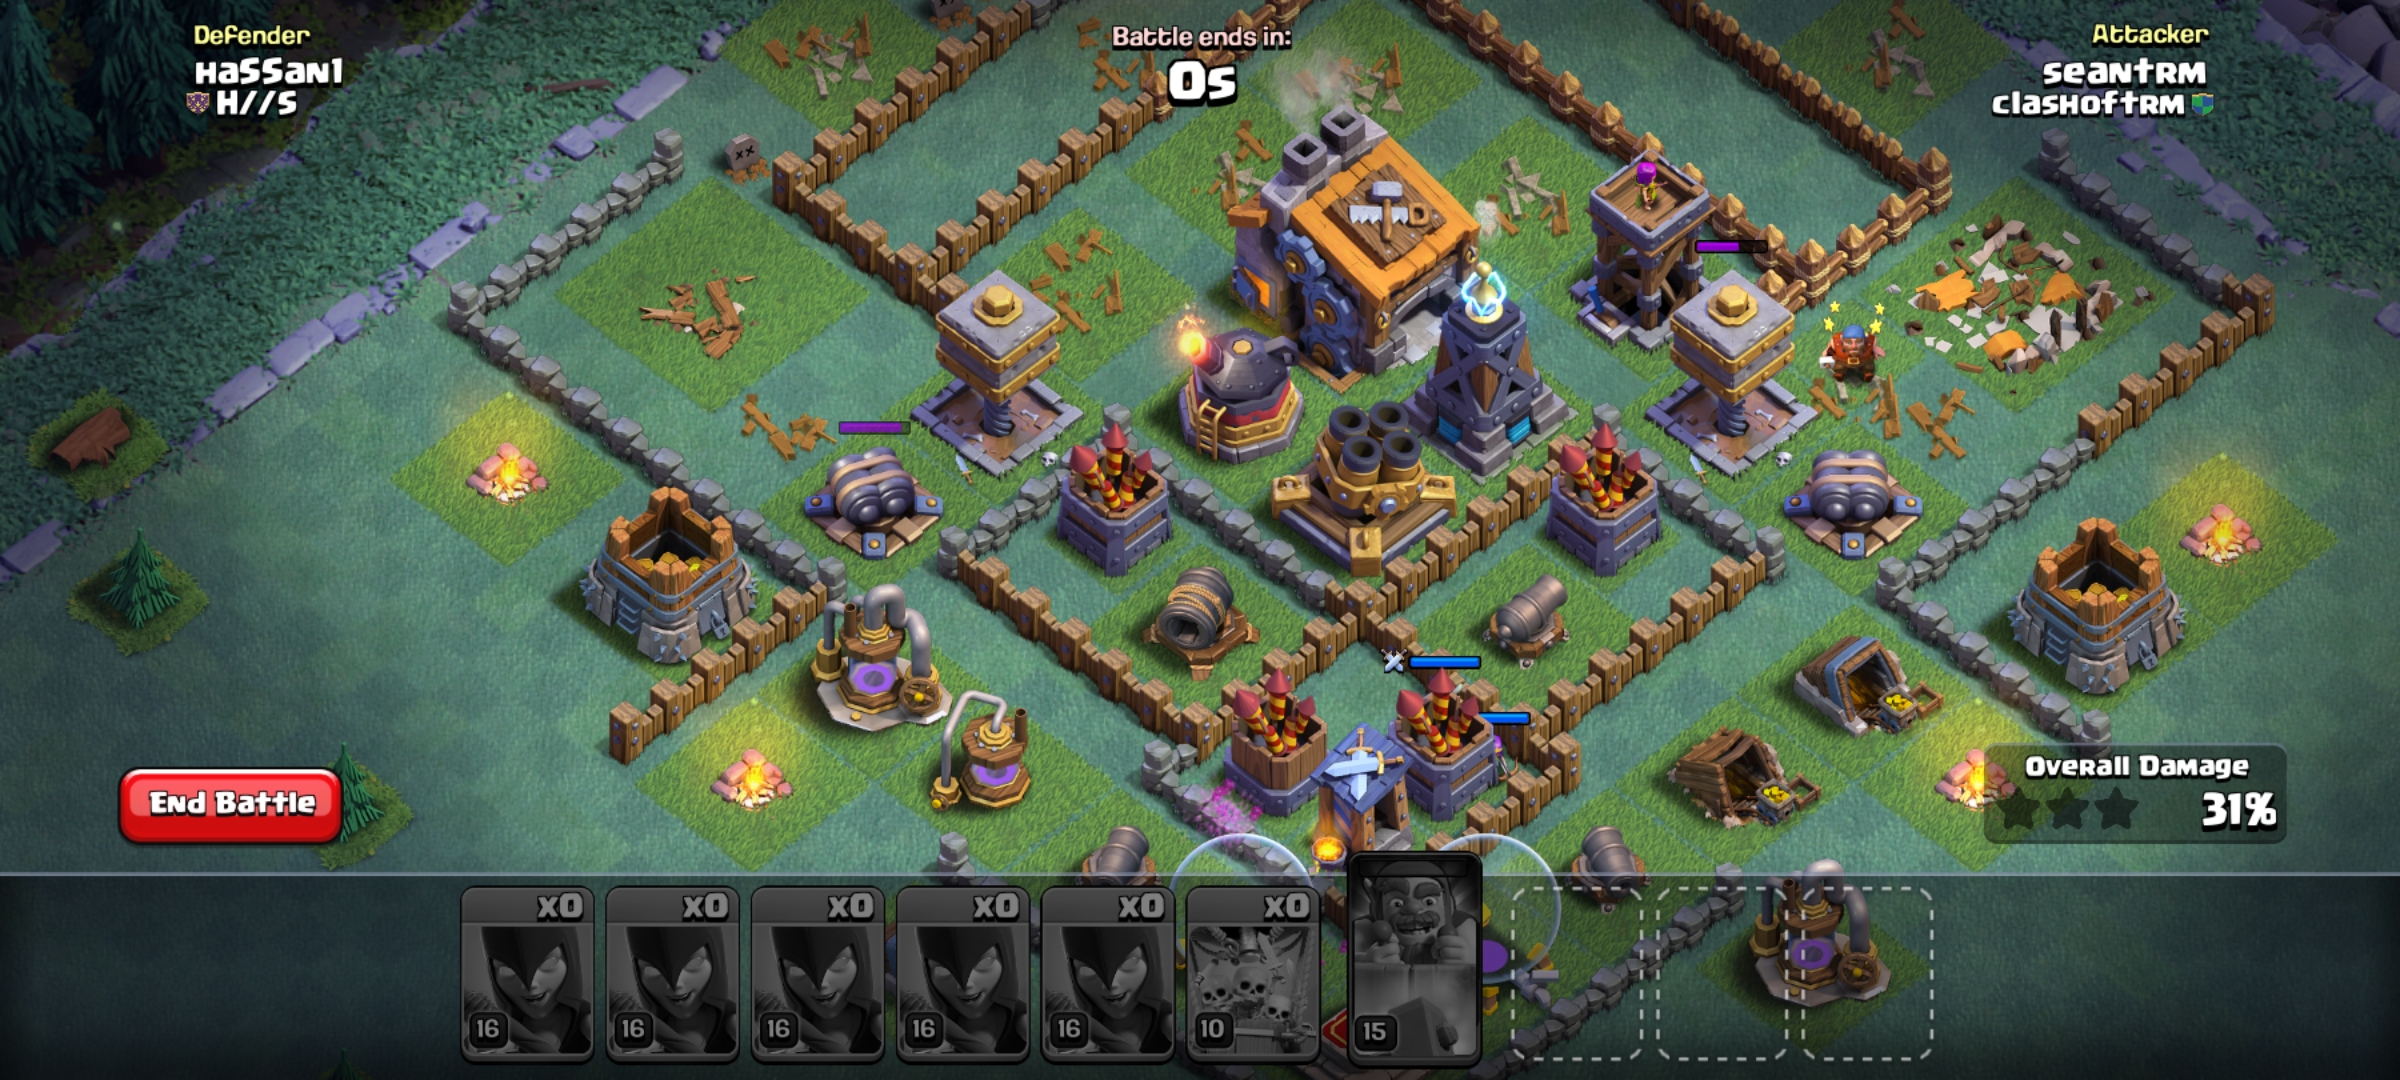 Defender
HaSSan1
H//S
Battle ends in:
0s
Attacker
seantRM
clashoftRM
End Battle
Overall Damage
31%
x0
x0
x0
x0
x0
x0
16
16
16
16
16
10
15